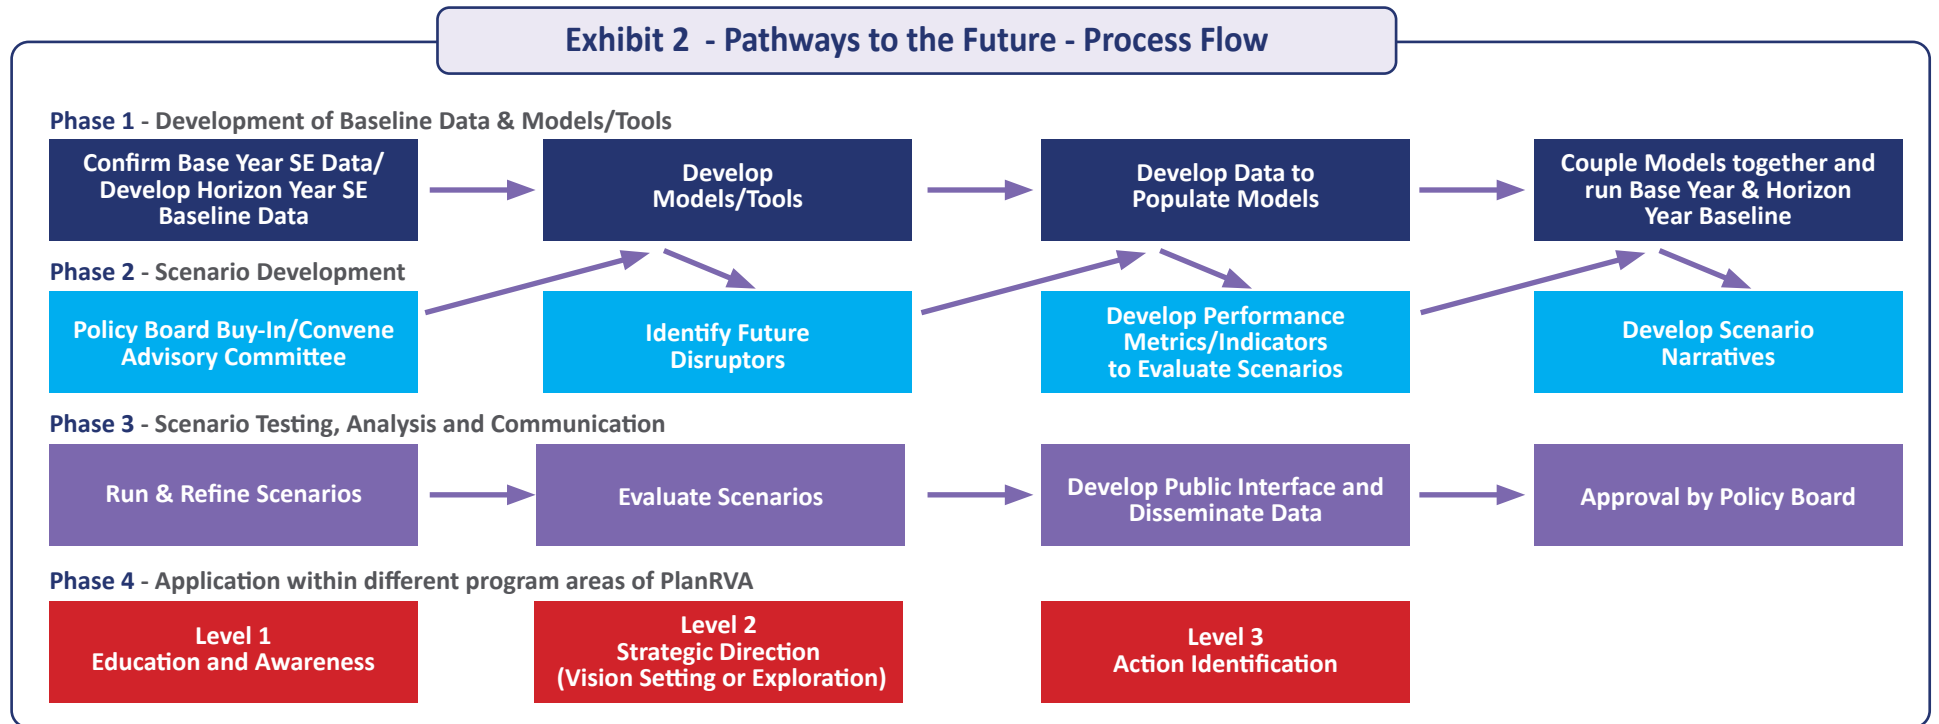 Exhibit 2 - Pathways to the Future - Process Flow
Phase 1 - Development of Baseline Data & Models/Tools
Confirm Base Year SE Data/
Develop Horizon Year SE
Baseline Data
Develop
Models/Tools
Develop Data to
Populate Models
Couple Models together and
run Base Year & Horizon
Year Baseline
Phase 2 - Scenario Development
Policy Board Buy-In/Convene
Advisory Committee
Identify Future
Disruptors
Develop Performance
Metrics/Indicators
to Evaluate Scenarios
Develop Scenario
Narratives
Phase 3 - Scenario Testing, Analysis and Communication
Run & Refine Scenarios
Evaluate Scenarios
Develop Public Interface and
Disseminate Data
Approval by Policy Board
Phase 4 - Application within different program areas of PlanRVA
Level 1
Education and Awareness
Level 2
Strategic Direction
(Vision Setting or Exploration)
Level 3
Action Identification